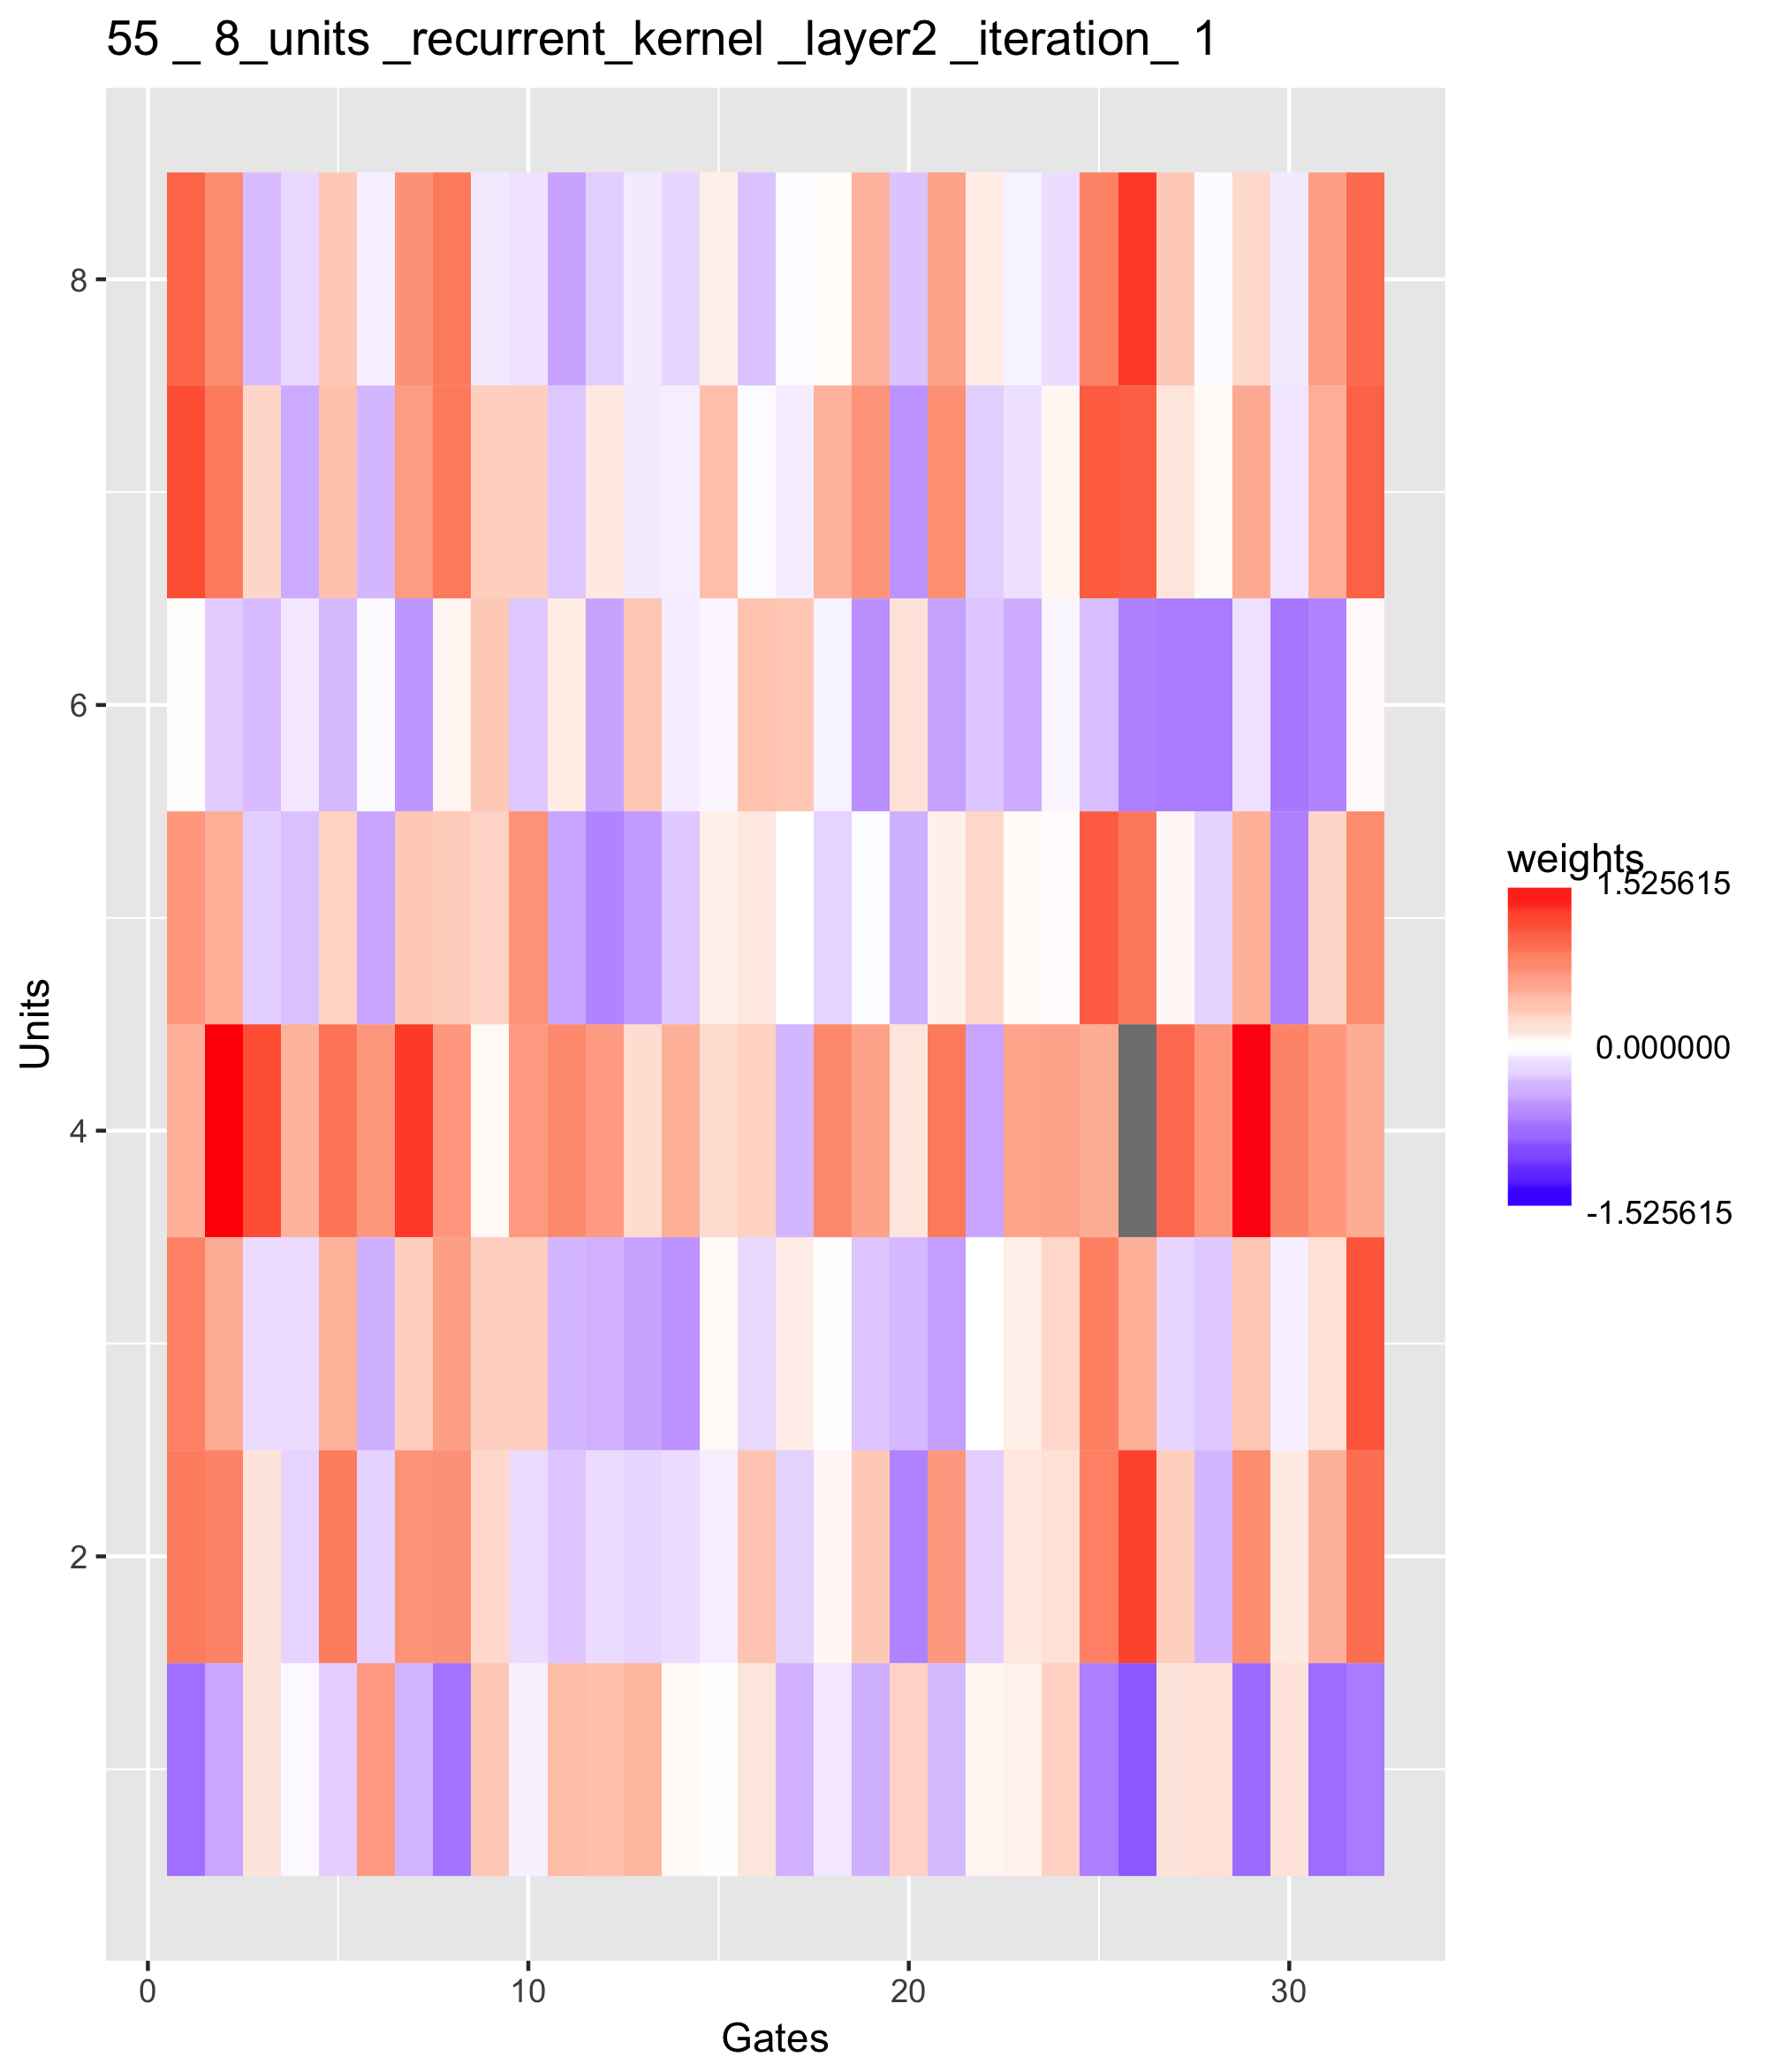 55 _ 8_units _recurrent_kernel _layer2 _iteration_ 1
8
6
4
2
Units
0 10 20 30
Gates
weights
1.525615
0.000000
-1.525615